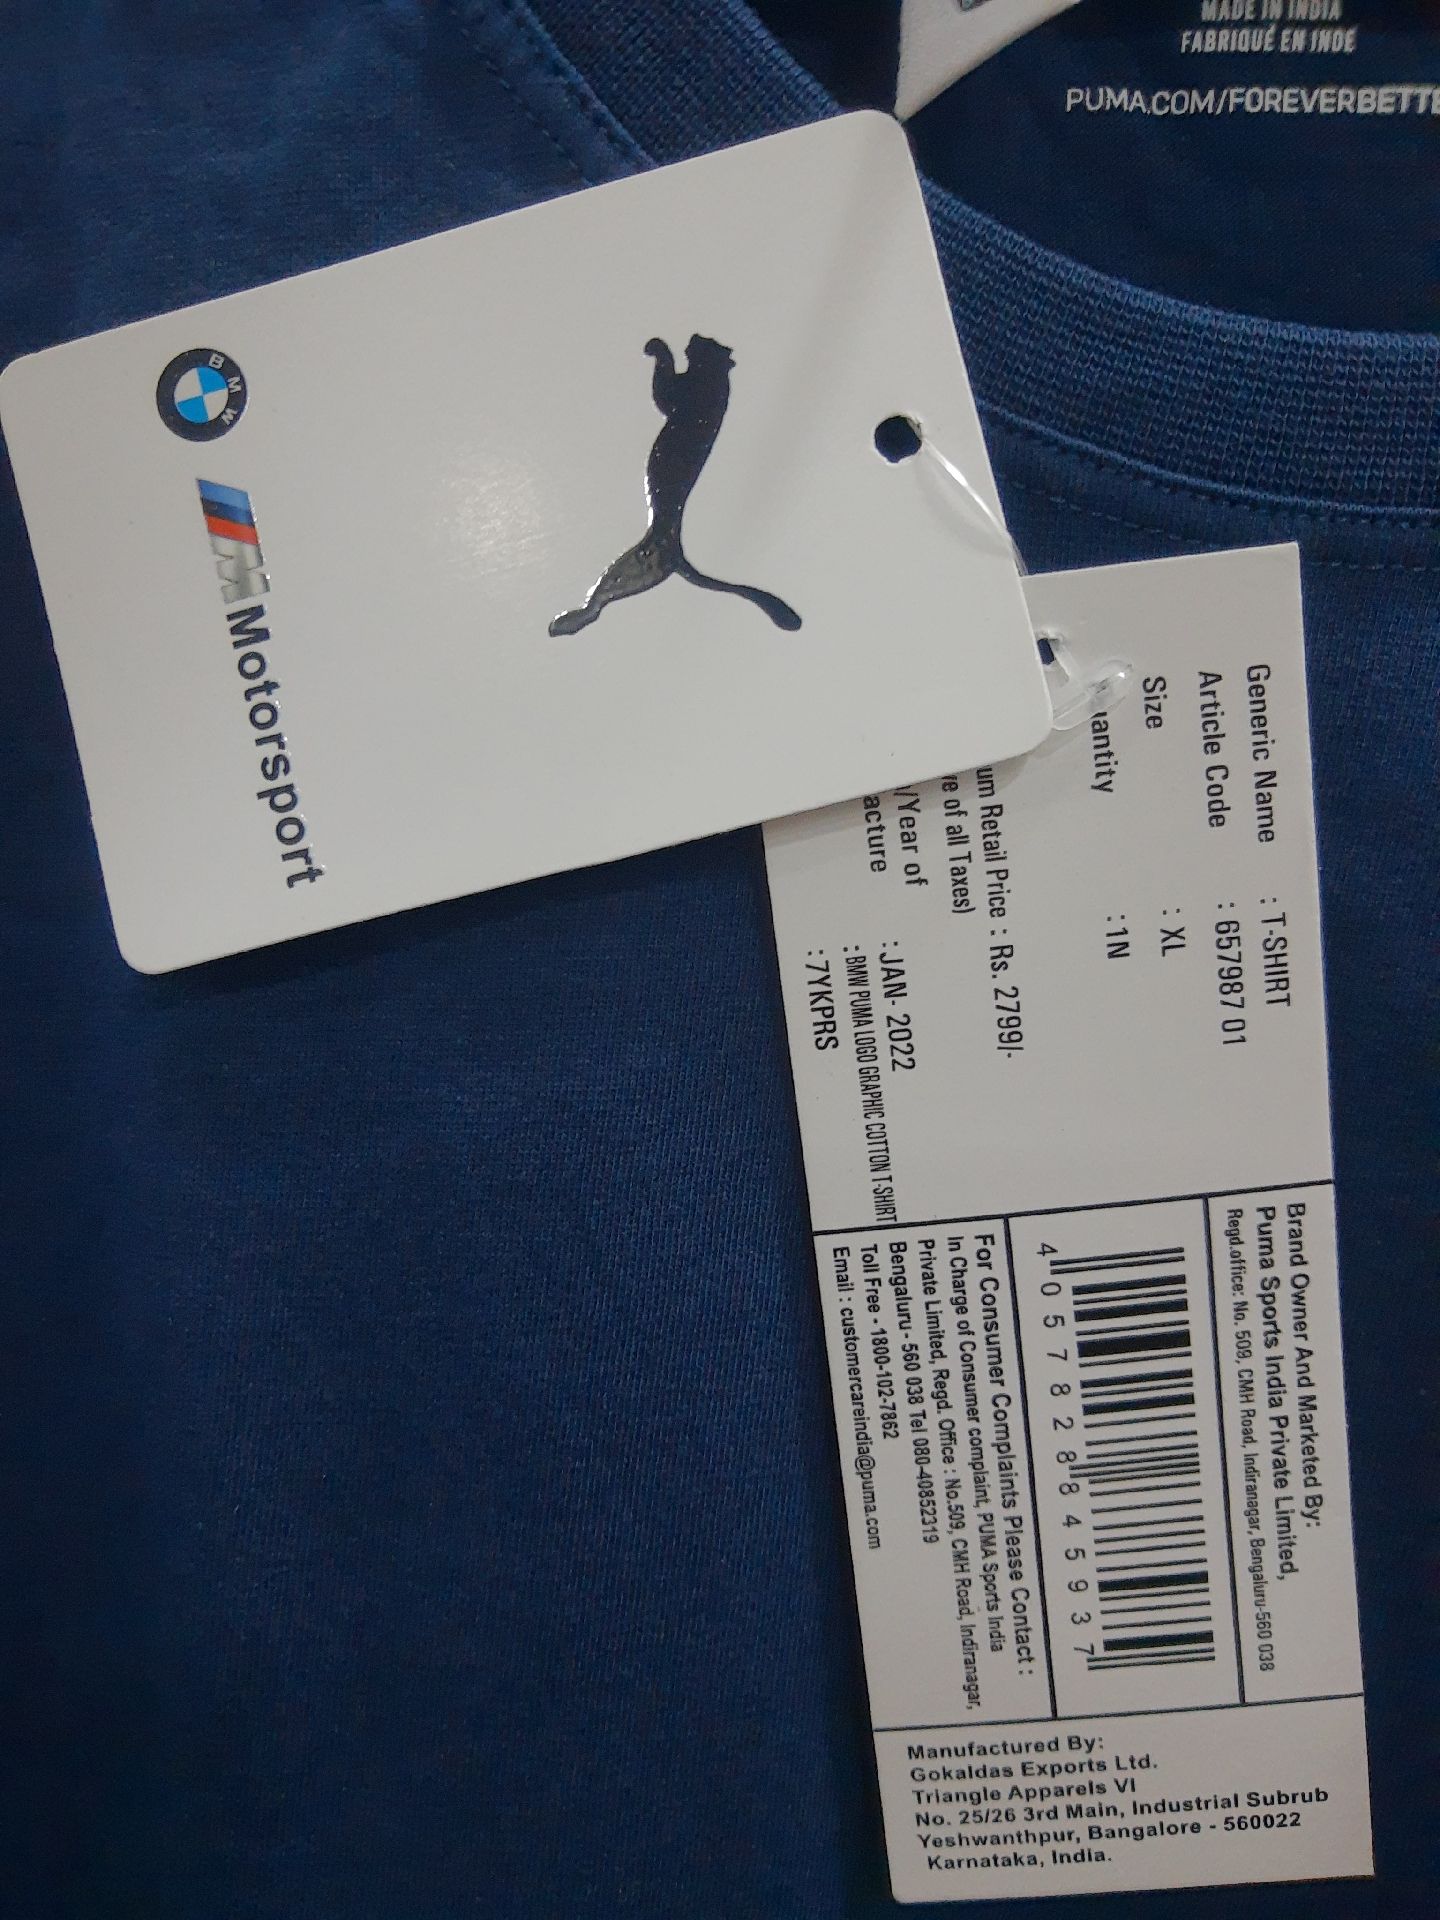 MADE IN INDIA
FABRIQUÉ EN INDE
PUMA.COM/FOREVERBETTE
BMW
M Motorsport
Generic Name : T-SHIRT
Article Code : 657987 01
Size : XL
uantity : 1N
um Retail Price : Rs. 2799/-
ve of all Taxes)
/Year of
acture : JAN- 2022
: BMW PUMA LOGO GRAPHIC COTTON T-SHIRT
: 7YKPRS
Brand Owner And Marketed By:
Puma Sports India Private Limited,
Regd.office: No. 509, CMH Road, Indiranagar, Bengaluru-560 038
4 057828 845937
For Consumer Complaints Please Contact :
In Charge of Consumer complaint, PUMA Sports India
Private Limited, Regd. Office : No.509, CMH Road, Indiranagar,
Bengaluru - 560 038 Tel 080-40852319
Toll Free - 1800-102-7862
Email : customercareindia@puma.com
Manufactured By:
Gokaldas Exports Ltd.
Triangle Apparels VI
No. 25/26 3rd Main, Industrial Subrub
Yeshwanthpur, Bangalore - 560022
Karnataka, India.